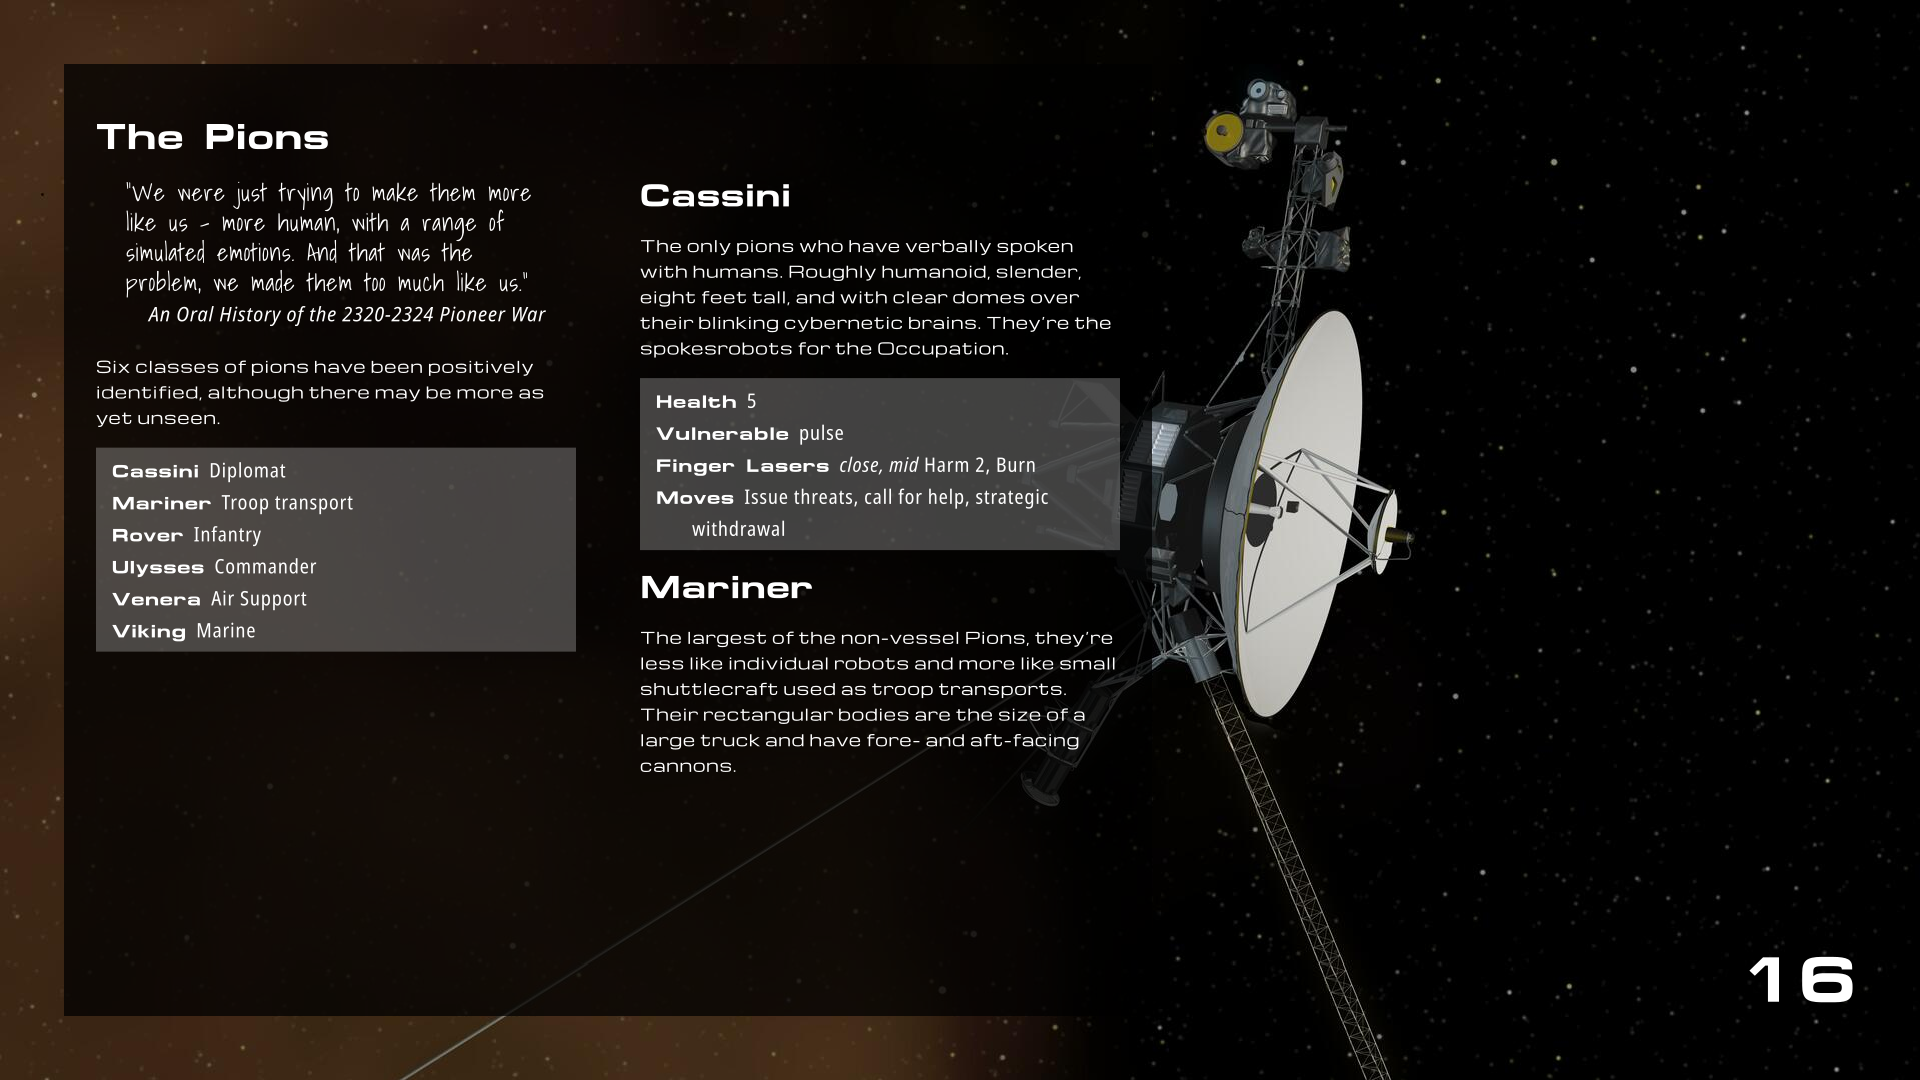 The Pions
"We were just trying to make them more
like us - more human, with a range of
simulated emotions. And that was the
problem, we made them too much like us."
An Oral History of the 2320-2324 Pioneer War
Six classes of pions have been positively
identified, although there may be more as
yet unseen.
Cassini Diplomat
Mariner Troop transport
Rover Infantry
Ulysses Commander
Venera Air Support
Viking Marine
Cassini
The only pions who have verbally spoken
with humans. Roughly humanoid, slender,
eight feet tall, and with clear domes over
their blinking cybernetic brains. They're the
spokesrobots for the Occupation.
Health 5
Vulnerable pulse
Finger Lasers close, mid Harm 2, Burn
Moves Issue threats, call for help, strategic
withdrawal
Mariner
The largest of the non-vessel Pions, they're
less like individual robots and more like small
shuttlecraft used as troop transports.
Their rectangular bodies are the size of a
large truck and have fore- and aft-facing
cannons.
16